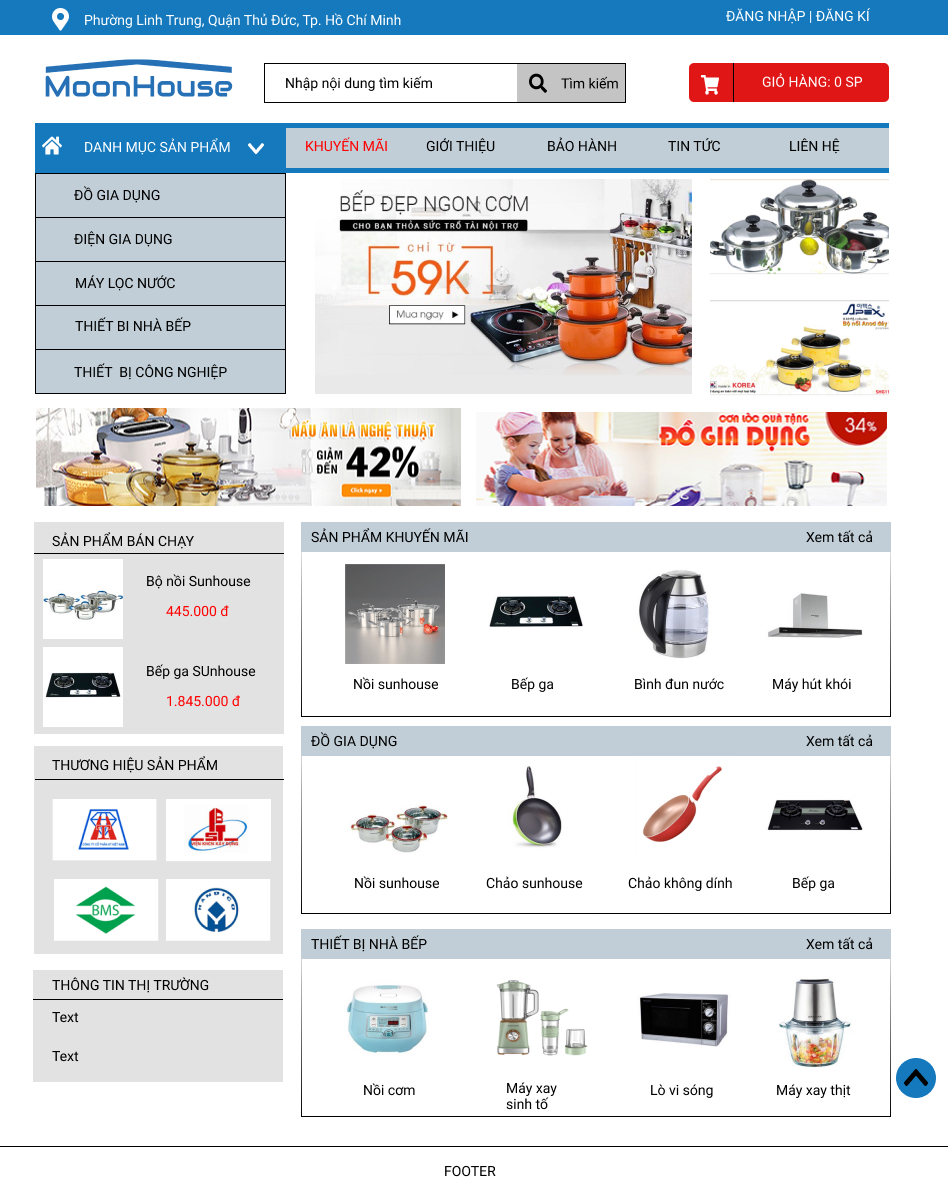 Phường Linh Trung, Quận Thủ Đức, Tp. Hồ Chí Minh
ĐĂNG NHẬP | ĐĂNG KÍ
MoonHouse
Nhập nội dung tìm kiếm
Tìm kiếm
GIỎ HÀNG: 0 SP
DANH MỤC SẢN PHẨM
KHUYẾN MÃI
GIỚI THIỆU
BẢO HÀNH
TIN TỨC
LIÊN HỆ
ĐỒ GIA DỤNG
ĐIỆN GIA DỤNG
MÁY LỌC NƯỚC
THIẾT BI NHÀ BẾP
THIẾT BỊ CÔNG NGHIỆP
BẾP ĐẸP NGON CƠM
CHO BẠN THỎA SỨC TRỔ TÀI NỘI TRỢ
CHỈ TỪ
59K
Mua ngay
APEX
Bộ nồi Anod đáy
KOREA
NẤU ĂN LÀ NGHỆ THUẬT
GIẢM
ĐẾN
42%
Click ngay
CƠN LỐC QUÀ TẶNG
ĐỒ GIA DỤNG
34%
SẢN PHẨM BÁN CHẠY
Bộ nồi Sunhouse
445.000 đ
Bếp ga SUnhouse
1.845.000 đ
THƯƠNG HIỆU SẢN PHẨM
VIỆN KHCN XÂY DỰNG
BMS
HANDICO
THÔNG TIN THỊ TRƯỜNG
Text
Text
SẢN PHẨM KHUYẾN MÃI
Xem tất cả
Nồi sunhouse
Bếp ga
Bình đun nước
Máy hút khói
ĐỒ GIA DỤNG
Xem tất cả
Nồi sunhouse
Chảo sunhouse
Chảo không dính
Bếp ga
THIẾT BỊ NHÀ BẾP
Xem tất cả
Nồi cơm
Máy xay
sinh tố
Lò vi sóng
Máy xay thịt
FOOTER